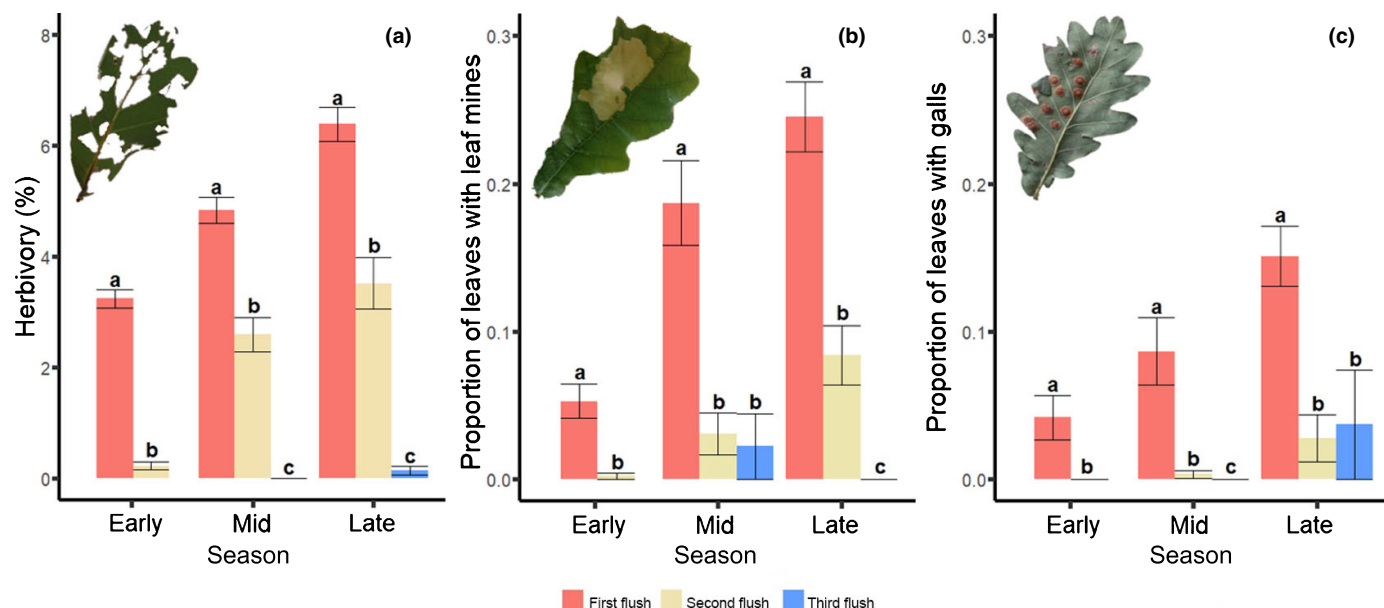 (a)
Herbivory (%)
8
6
4
2
0
a
b
a
b
c
a
b
c
Early Mid Late
Season
(b)
Proportion of leaves with leaf mines
0.3
0.2
0.1
0.0
a
b
a
b
b
a
b
c
Early Mid Late
Season
(c)
Proportion of leaves with galls
0.3
0.2
0.1
0.0
a
b
a
b
c
a
b
b
Early Mid Late
Season
First flush Second flush Third flush